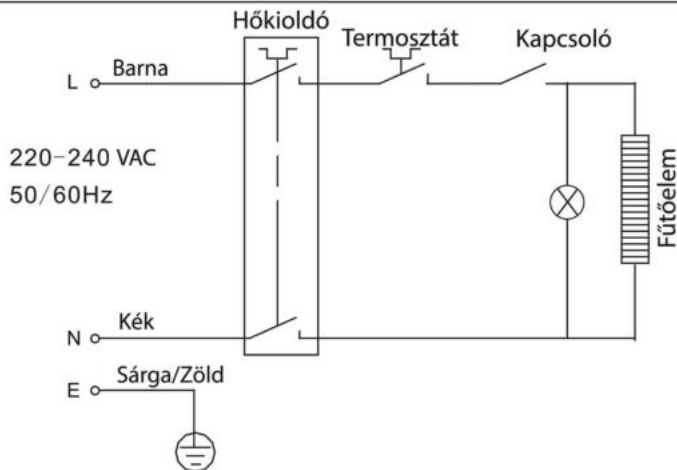 Hőkioldó
Termosztát
Kapcsoló
L
Barna
220-240 VAC
50/60Hz
Fűtőelem
N
Kék
E
Sárga/Zöld